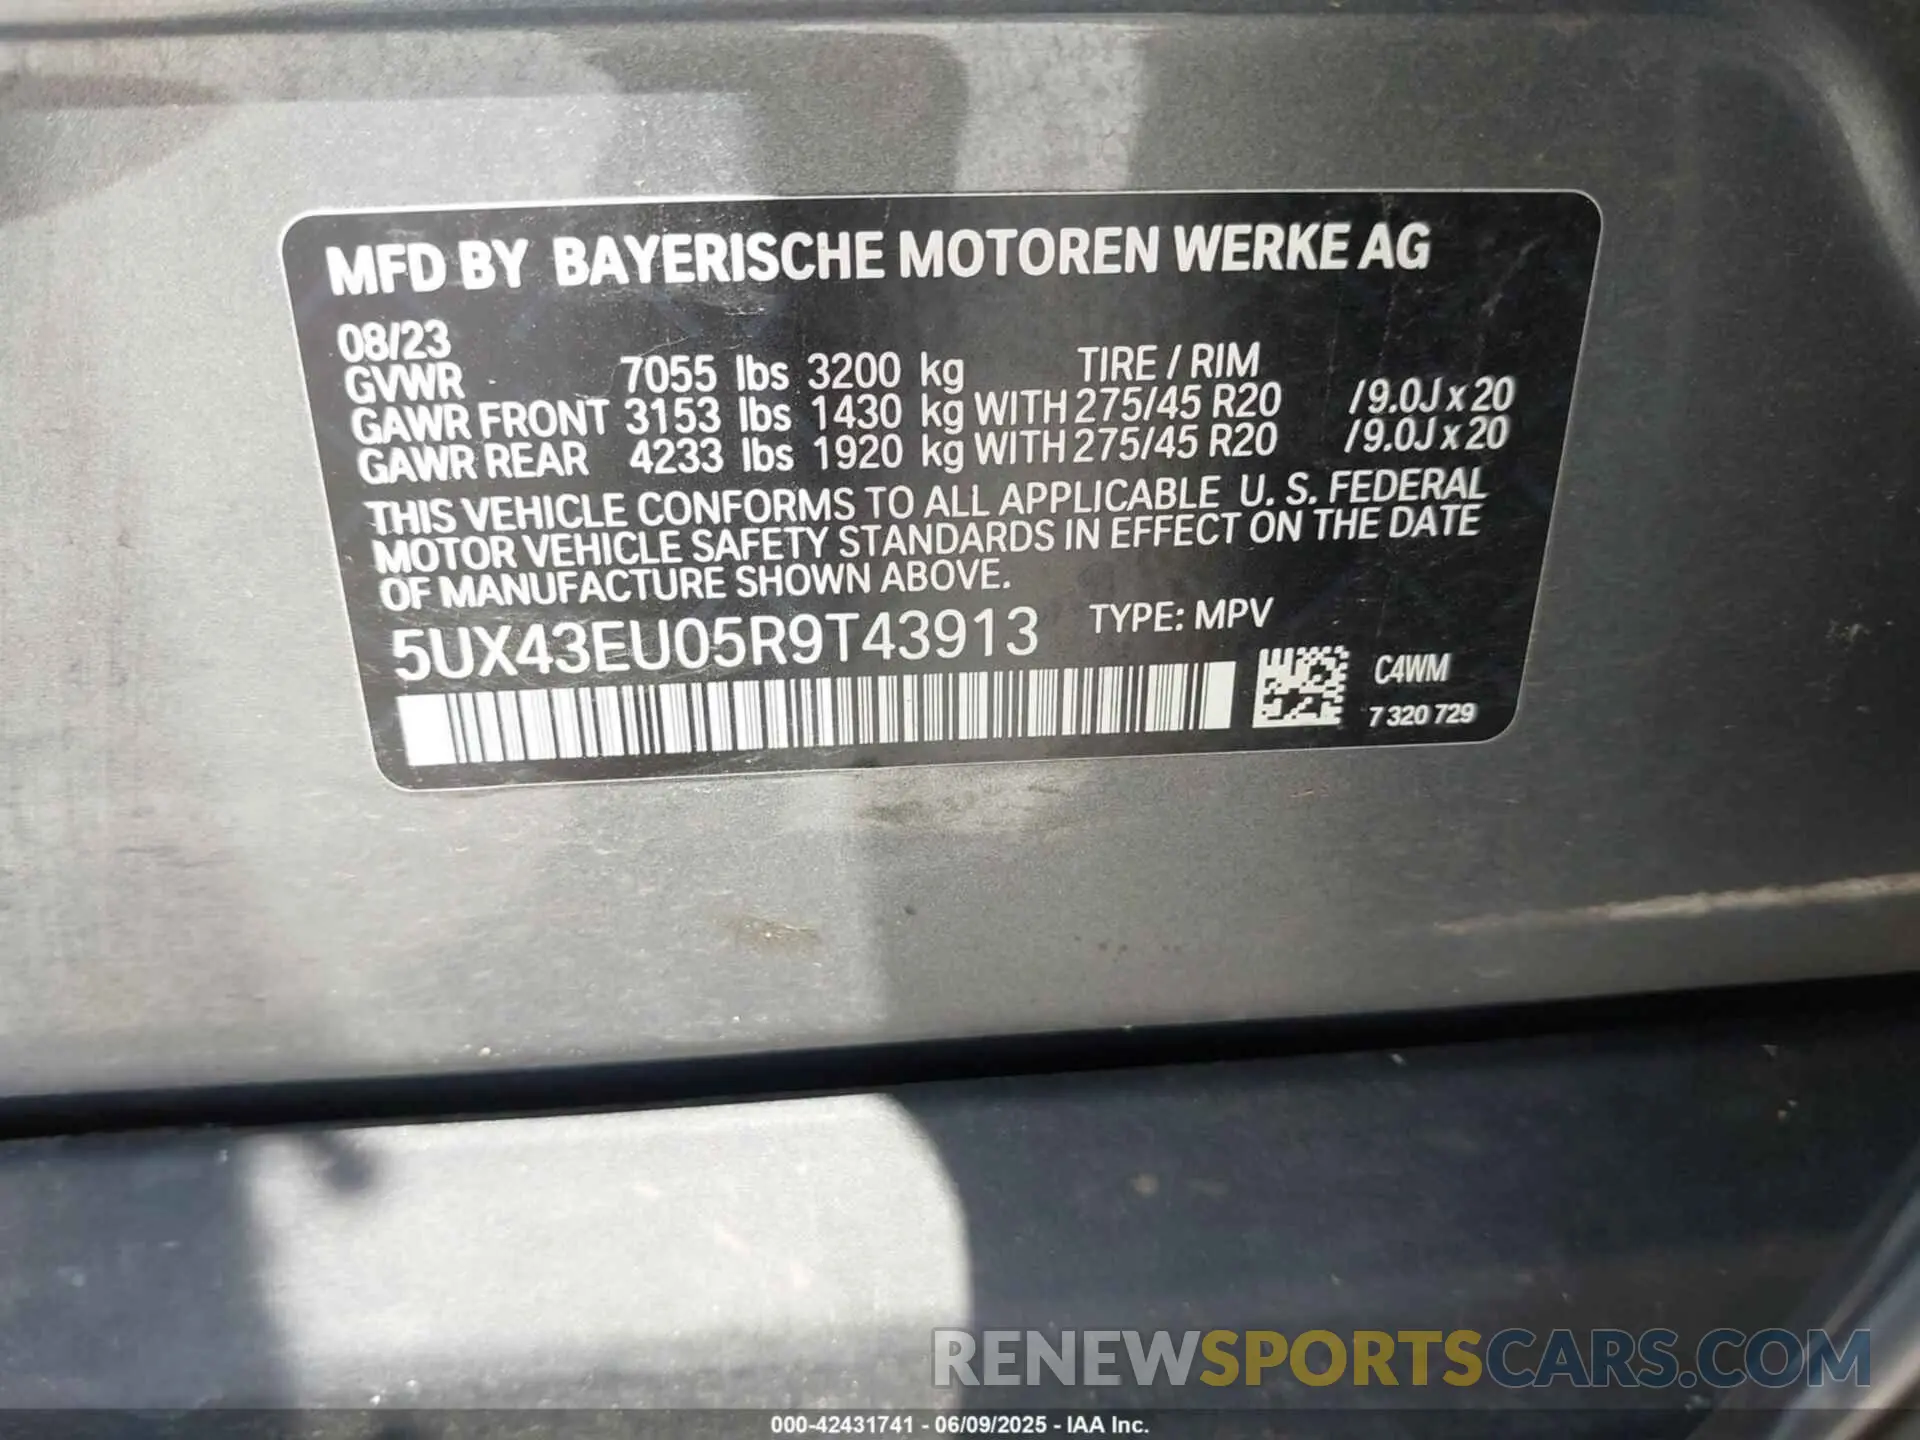 MFD BY BAYERISCHE MOTOREN WERKE AG
08/23
GVWR 7055 lbs 3200 kg TIRE / RIM
GAWR FRONT 3153 lbs 1430 kg WITH 275/45 R20 /9.0J x 20
GAWR REAR 4233 lbs 1920 kg WITH 275/45 R20 /9.0J x 20
THIS VEHICLE CONFORMS TO ALL APPLICABLE U. S. FEDERAL
MOTOR VEHICLE SAFETY STANDARDS IN EFFECT ON THE DATE
OF MANUFACTURE SHOWN ABOVE.
5UX43EU05R9T43913 TYPE: MPV
C4WM
7 320 729
RENEWSPORTSCARS.COM
000-42431741 - 06/09/2025 - IAA Inc.